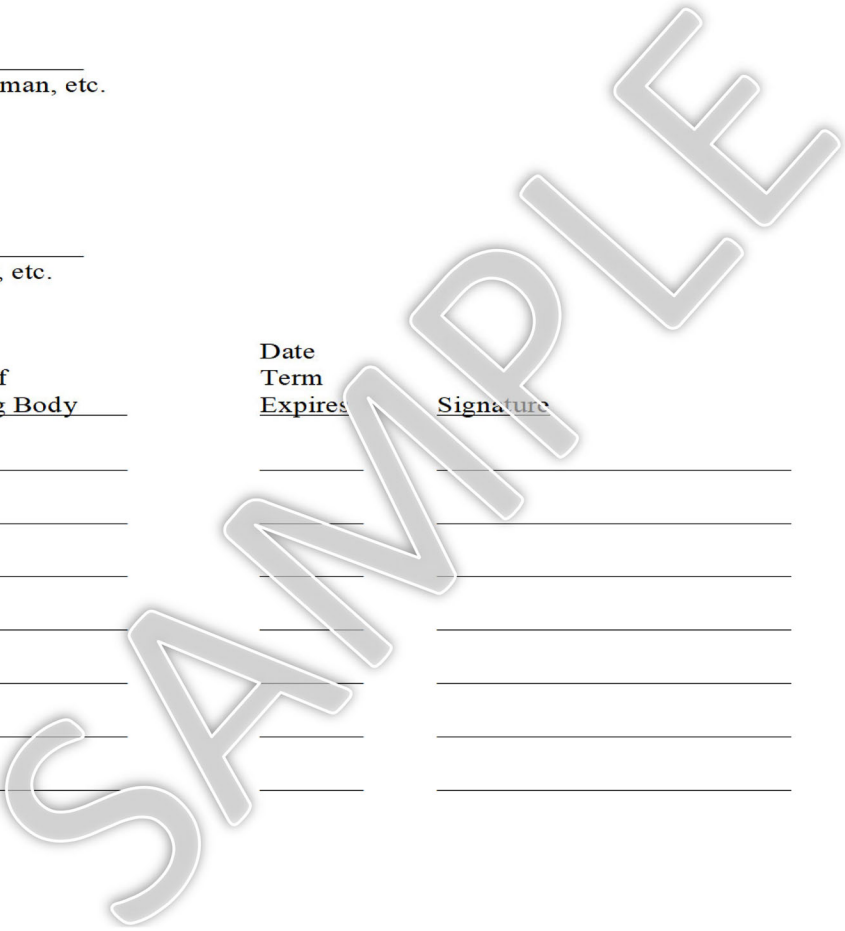 man, etc.
, etc.
Date
f Term
g Body Expires Signature
SAMPLE